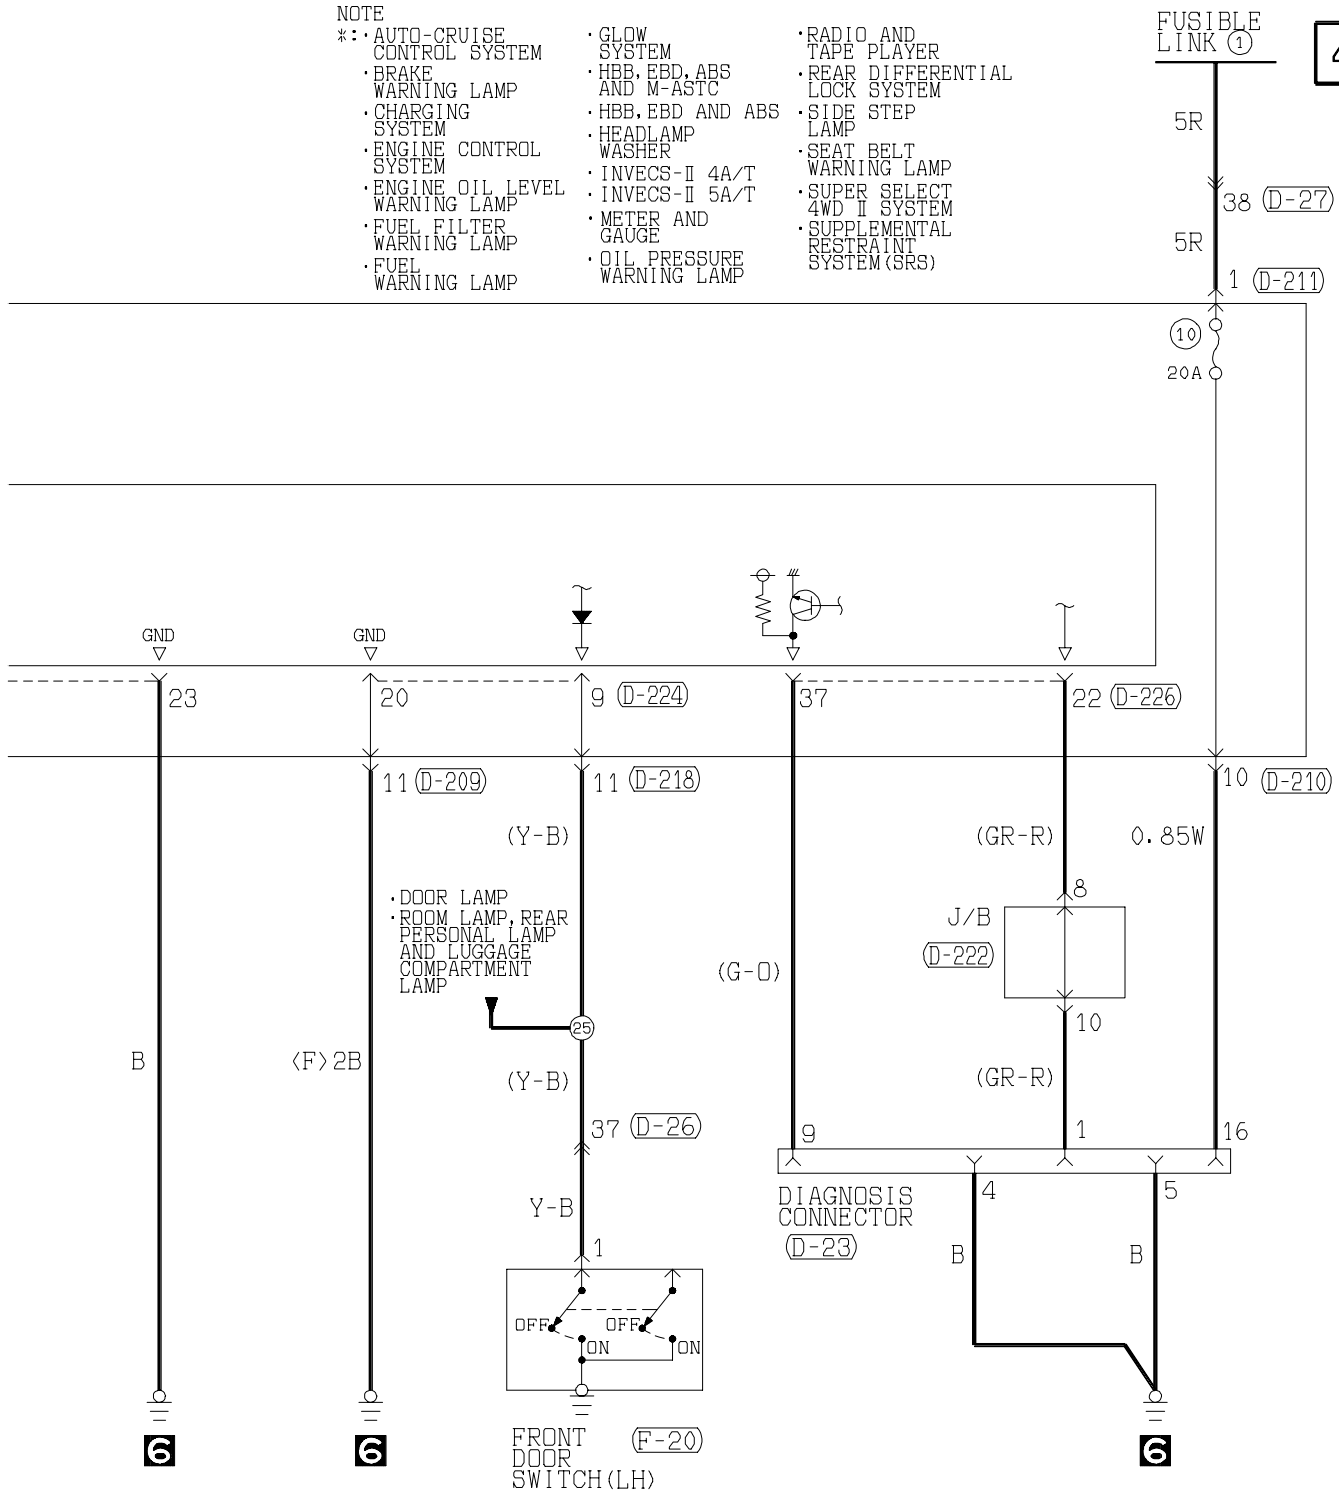 NOTE
*:・AUTO-CRUISE
CONTROL SYSTEM
・BRAKE
WARNING LAMP
・CHARGING
SYSTEM
・ENGINE CONTROL
SYSTEM
・ENGINE OIL LEVEL
WARNING LAMP
・FUEL FILTER
WARNING LAMP
・FUEL
WARNING LAMP
・GLOW
SYSTEM
・HBB, EBD, ABS
AND M-ASTC
・HBB, EBD AND ABS
・HEADLAMP
WASHER
・INVECS-Ⅱ 4A/T
・INVECS-Ⅱ 5A/T
・METER AND
GAUGE
・OIL PRESSURE
WARNING LAMP
・RADIO AND
TAPE PLAYER
・REAR DIFFERENTIAL
LOCK SYSTEM
・SIDE STEP
LAMP
・SEAT BELT
WARNING LAMP
・SUPER SELECT
4WD Ⅱ SYSTEM
・SUPPLEMENTAL
RESTRAINT
SYSTEM(SRS)
FUSIBLE
LINK ①
5R
38 (D-27)
5R
1 (D-211)
⑩
20A
GND
GND
23
20
9 (D-224)
37
22 (D-226)
11 (D-209)
11 (D-218)
10 (D-210)
(Y-B)
(GR-R)
0.85W
・DOOR LAMP
・ROOM LAMP, REAR
PERSONAL LAMP
AND LUGGAGE
COMPARTMENT
LAMP
8
J/B
(D-222)
(G-O)
25
10
B
<F>2B
(Y-B)
(GR-R)
37 (D-26)
9
1
16
Y-B
4
5
DIAGNOSIS
CONNECTOR
(D-23)
1
B
B
OFF
ON
OFF
ON
6
6
6
FRONT
DOOR
SWITCH(LH)
(F-20)